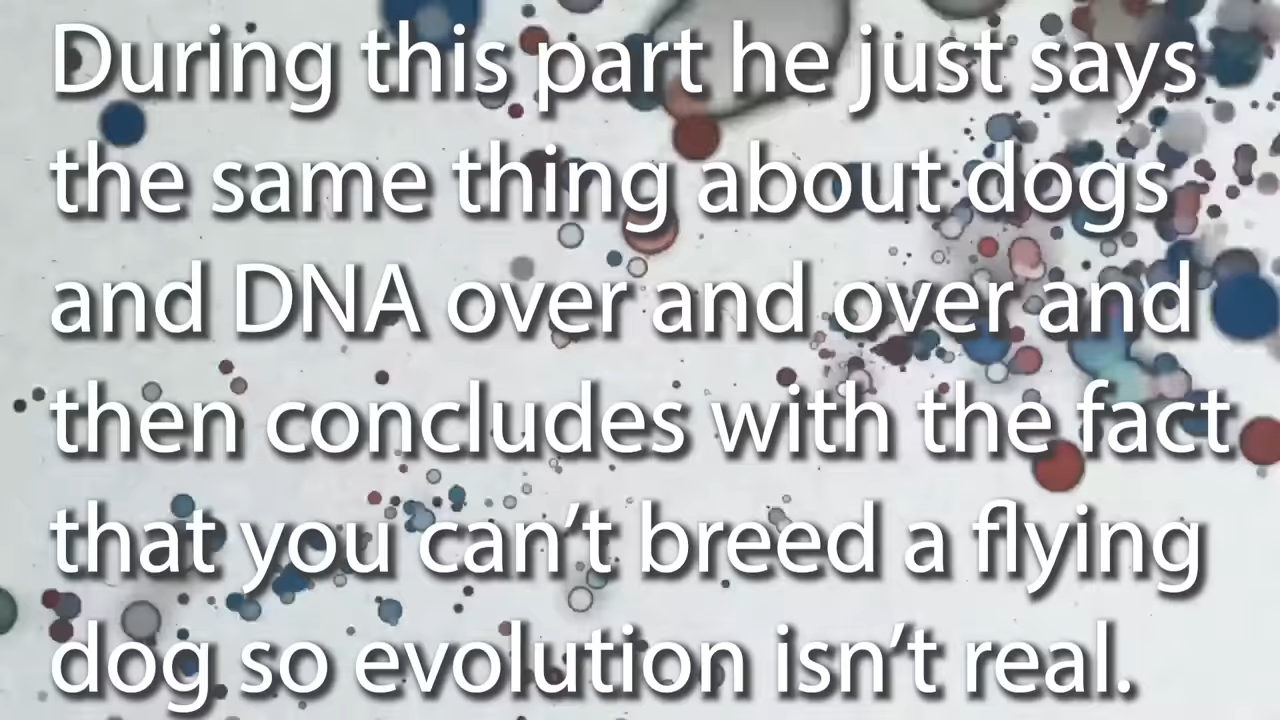 During this part he just says
the same thing about dogs
and DNA over and over and
then concludes with the fact
that you can’t breed a flying
dog so evolution isn’t real.